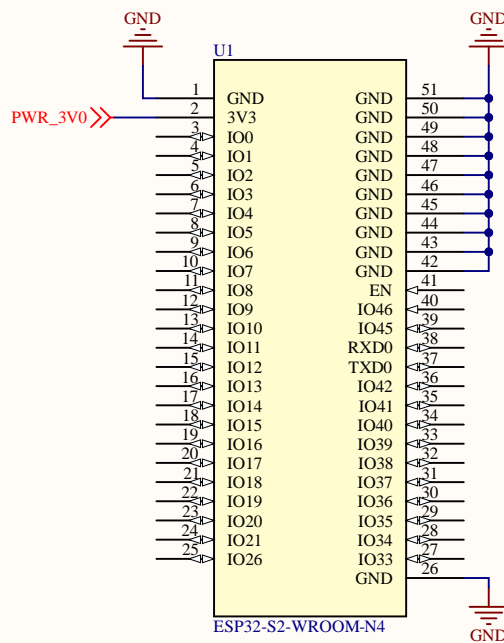 GND
GND
U1
1 GND GND 51
PWR_3V0 2 3V3 GND 50
3 IO0 GND 49
4 IO1 GND 48
5 IO2 GND 47
6 IO3 GND 46
7 IO4 GND 45
8 IO5 GND 44
9 IO6 GND 43
10 IO7 GND 42
11 IO8 EN 41
12 IO9 IO46 40
13 IO10 IO45 39
14 IO11 RXD0 38
15 IO12 TXD0 37
16 IO13 IO42 36
17 IO14 IO41 35
18 IO15 IO40 34
19 IO16 IO39 33
20 IO17 IO38 32
21 IO18 IO37 31
22 IO19 IO36 30
23 IO20 IO35 29
24 IO21 IO34 28
25 IO26 IO33 27
GND 26
ESP32-S2-WROOM-N4
GND